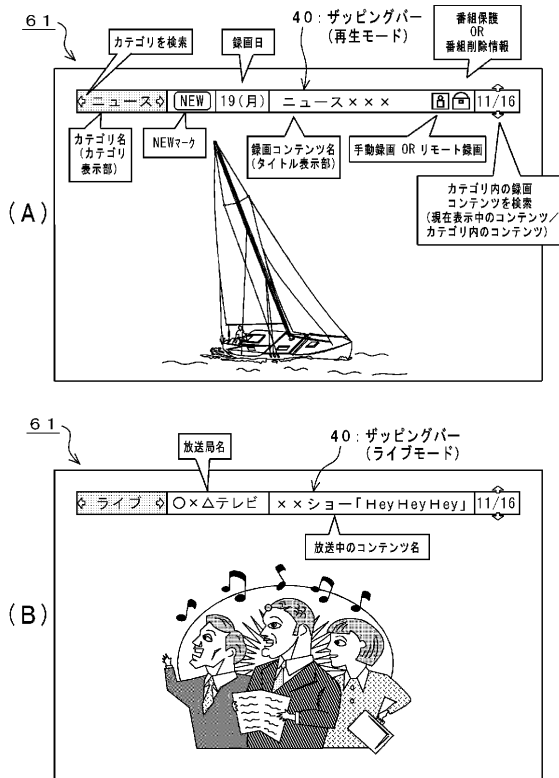 61
カテゴリを検索
録画日
40:ザッピングバー
(再生モード)
番組保護
OR
番組削除情報
ニュース
NEW
19(月)
ニュース×××
11/16
カテゴリ名
(カテゴリ
表示部)
NEWマーク
録画コンテンツ名
(タイトル表示部)
手動録画 OR リモート録画
カテゴリ内の録画
コンテンツを検索
(現在表示中のコンテンツ/
カテゴリ内のコンテンツ)
(A)
61
放送局名
40:ザッピングバー
(ライブモード)
ライブ
○×△テレビ
××ショー「HeyHeyHey」
11/16
放送中のコンテンツ名
(B)